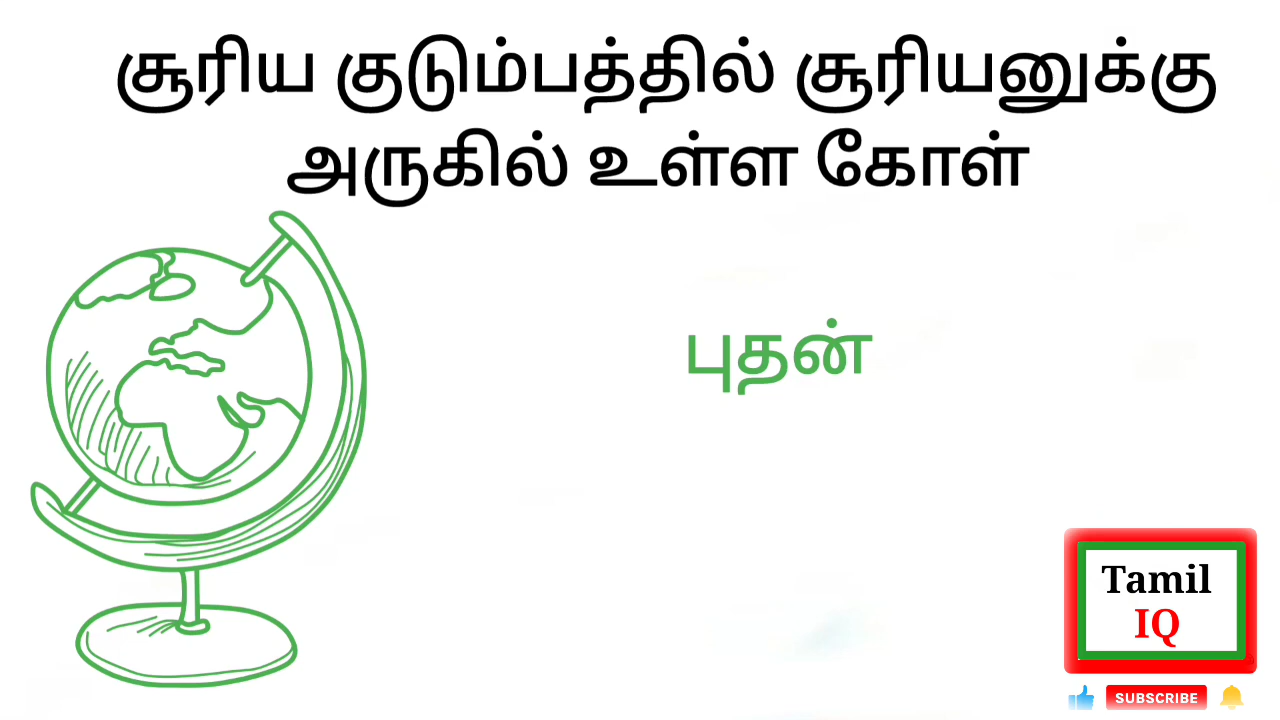 சூரிய குடும்பத்தில் சூரியனுக்கு
அருகில் உள்ள கோள்
புதன்
Tamil
IQ
SUBSCRIBE